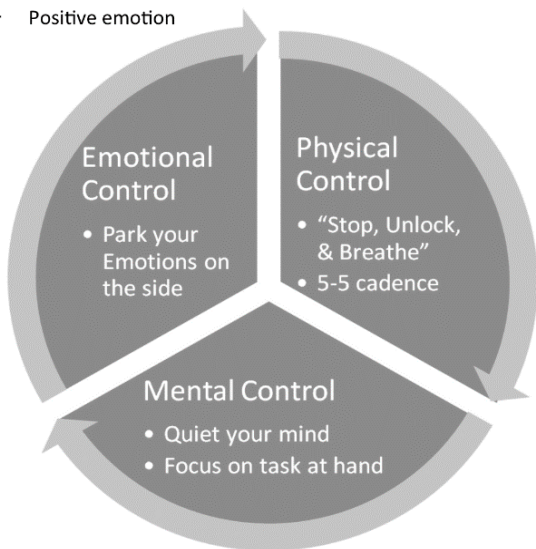 Positive emotion
Emotional
Control
• Park your
Emotions on
the side
Physical
Control
• “Stop, Unlock,
& Breathe”
• 5-5 cadence
Mental Control
• Quiet your mind
• Focus on task at hand